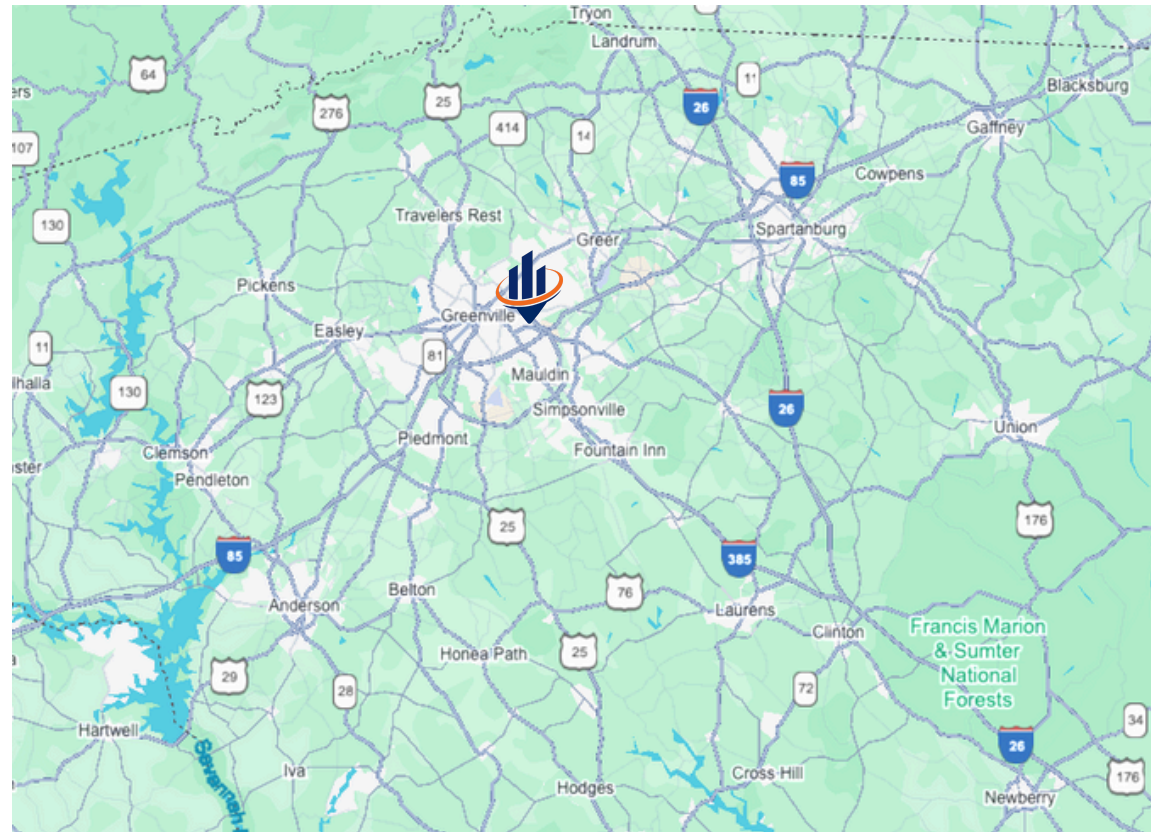 Tryon
Landrum
64
11
Blacksburg
ers
25
26
276
414
14
Gaffney
107
85
Cowpens
Travelers Rest
130
Spartanburg
Greer
Pickens
Greenville
Easley
11
81
Mauldin
alhalla
130
123
Simpsonville
26
Piedmont
Union
Clemson
Fountain Inn
ster
Pendleton
25
176
85
385
Belton
76
Anderson
Laurens
Clinton
Francis Marion
& Sumter
National
Forests
Honea Path
25
29
28
72
34
Hartwell
26
Iva
Cross Hill
176
Hodges
Newberry
Savannah